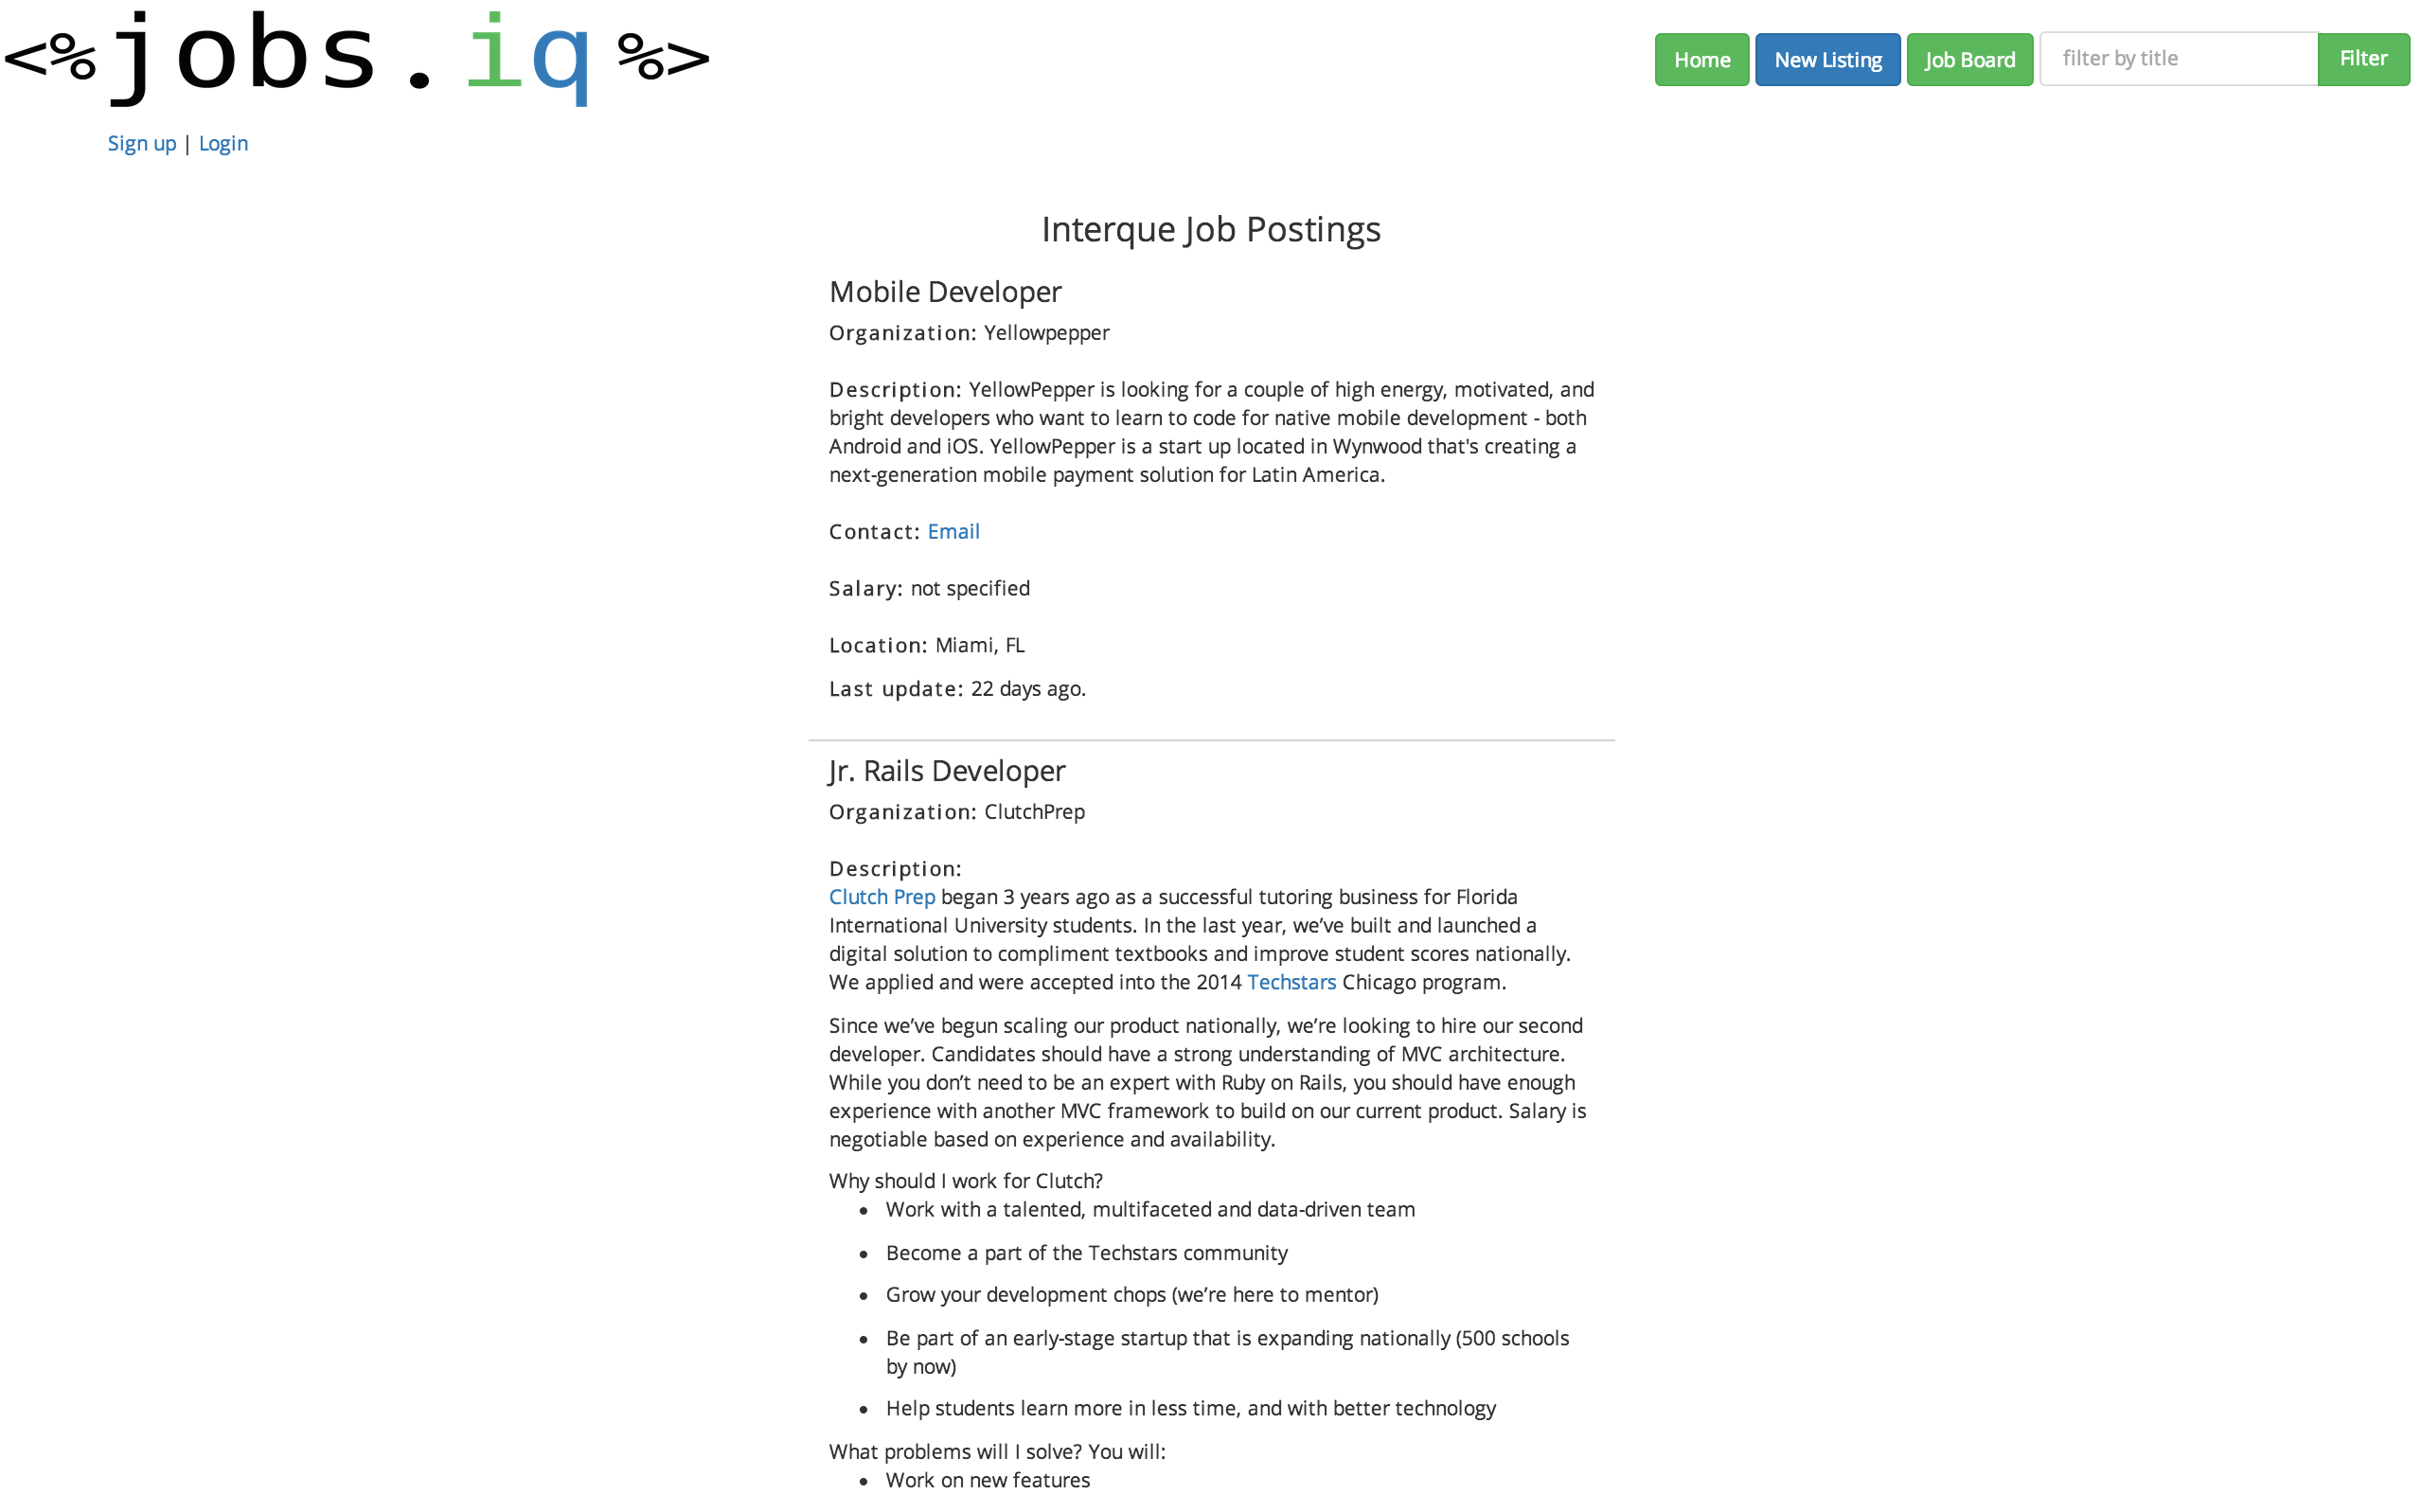 <%jobs.iq %>
Home New Listing Job Board filter by title Filter
Sign up | Login
Interque Job Postings
Mobile Developer
Organization: Yellowpepper
Description: YellowPepper is looking for a couple of high energy, motivated, and
bright developers who want to learn to code for native mobile development - both
Android and iOS. YellowPepper is a start up located in Wynwood that's creating a
next-generation mobile payment solution for Latin America.
Contact: Email
Salary: not specified
Location: Miami, FL
Last update: 22 days ago.
Jr. Rails Developer
Organization: ClutchPrep
Description:
Clutch Prep began 3 years ago as a successful tutoring business for Florida
International University students. In the last year, we’ve built and launched a
digital solution to compliment textbooks and improve student scores nationally.
We applied and were accepted into the 2014 Techstars Chicago program.
Since we’ve begun scaling our product nationally, we’re looking to hire our second
developer. Candidates should have a strong understanding of MVC architecture.
While you don’t need to be an expert with Ruby on Rails, you should have enough
experience with another MVC framework to build on our current product. Salary is
negotiable based on experience and availability.
Why should I work for Clutch?
• Work with a talented, multifaceted and data-driven team
• Become a part of the Techstars community
• Grow your development chops (we’re here to mentor)
• Be part of an early-stage startup that is expanding nationally (500 schools
by now)
• Help students learn more in less time, and with better technology
What problems will I solve? You will:
• Work on new features